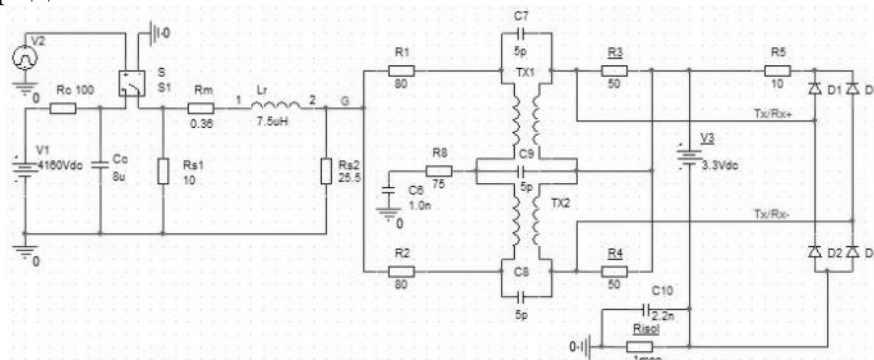 V2
I-0
C7
5p
R1
80
TX1
R3
50
R5
10
D1
D
S
S1
0
Rc 100
Rm
0.36
1
Lr
2
7.5uH
G
Tx/Rx+
V1
4160Vdc
Cc
8u
Rs1
10
Rs2
25.5
R8
75
C9
5p
V3
3.3Vdc
C6
1.0n
0
TX2
Tx/Rx-
R2
80
C8
5p
R4
50
D2
D
0
C10
2.2n
0-I
Risol